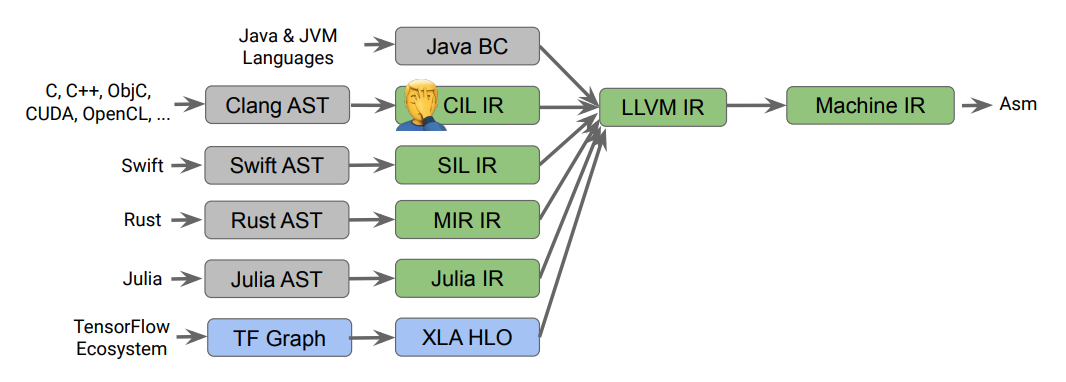 Java & JVM
Languages
Java BC
C, C++, ObjC,
CUDA, OpenCL, ...
Clang AST
CIL IR
LLVM IR
Machine IR
Asm
Swift
Swift AST
SIL IR
Rust
Rust AST
MIR IR
Julia
Julia AST
Julia IR
TensorFlow
Ecosystem
TF Graph
XLA HLO